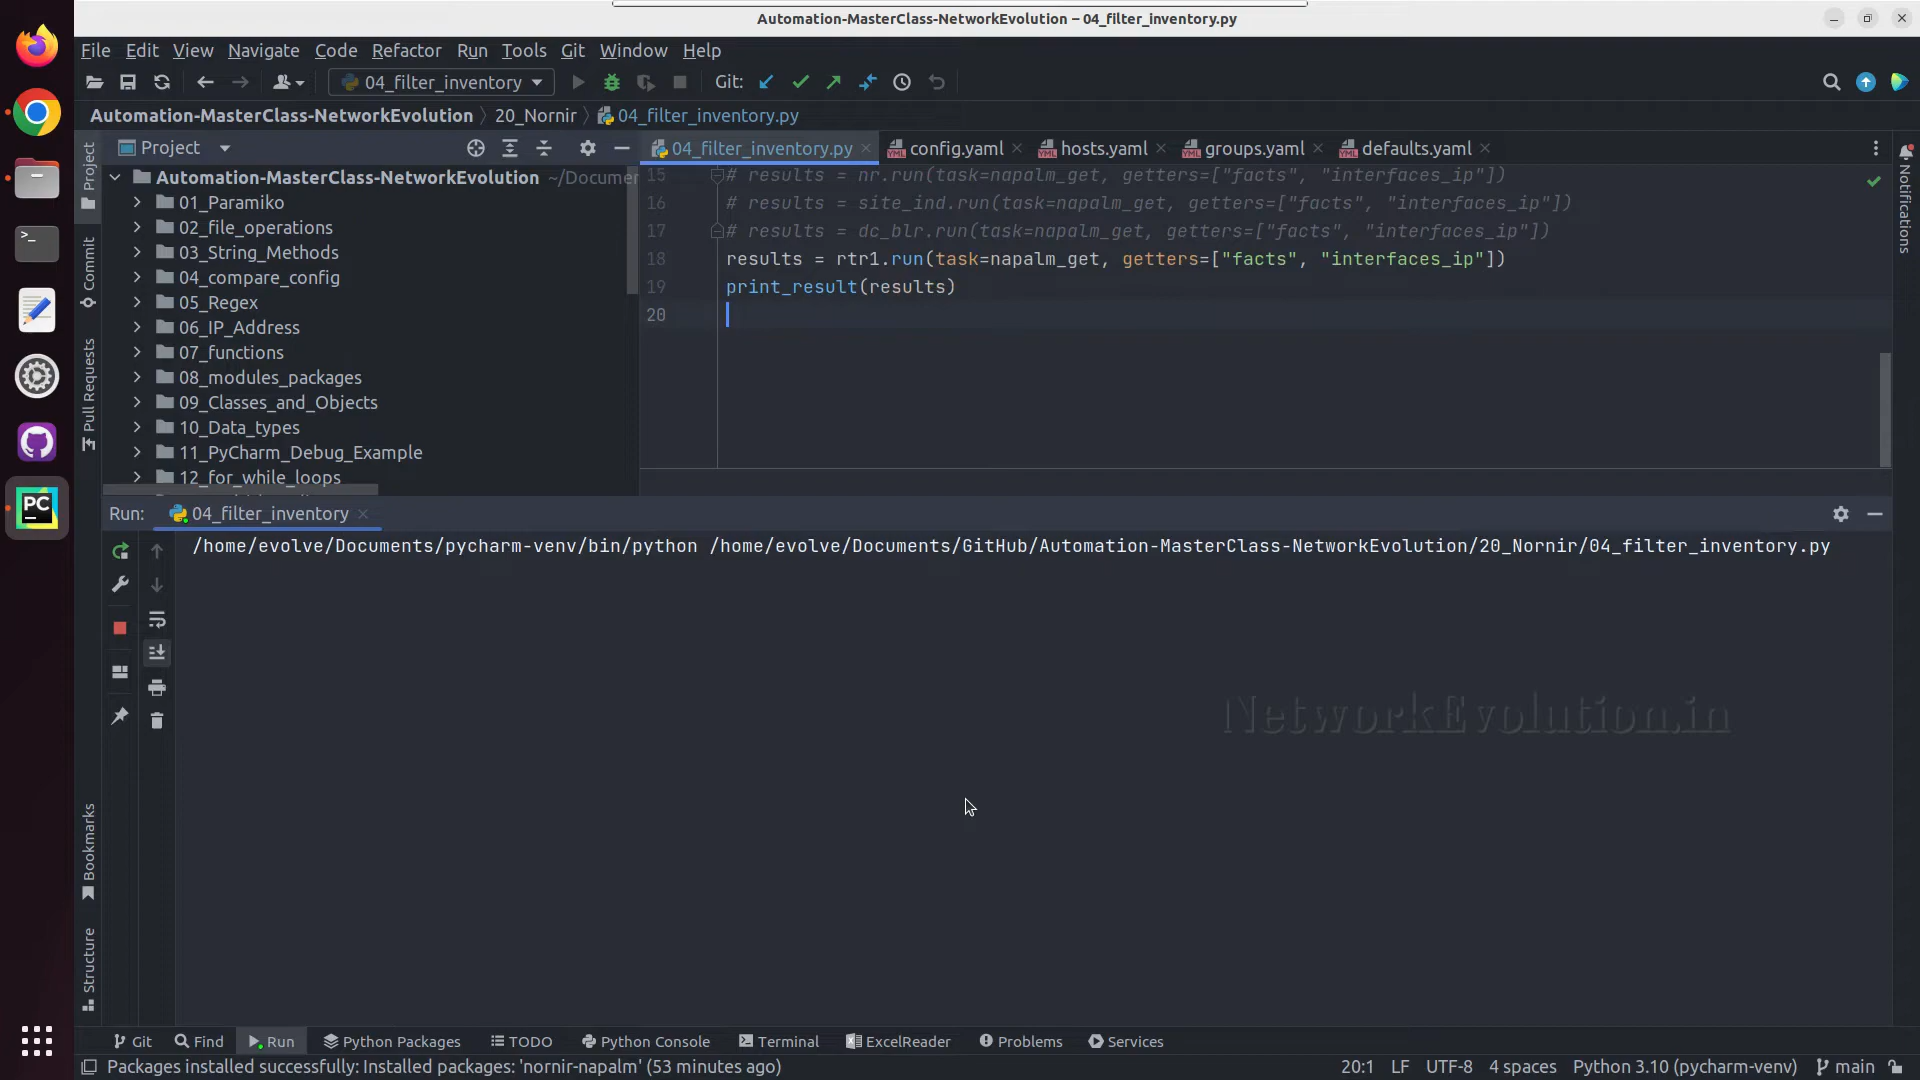 Automation-MasterClass-NetworkEvolution – 04_filter_inventory.py
File Edit View Navigate Code Refactor Run Tools Git Window Help
04_filter_inventory Git:
Automation-MasterClass-NetworkEvolution 20_Nornir 04_filter_inventory.py
Project 04_filter_inventory.py config.yaml hosts.yaml groups.yaml defaults.yaml
Automation-MasterClass-NetworkEvolution ~/Documer
01_Paramiko
02_file_operations
03_String_Methods
04_compare_config
05_Regex
06_IP_Address
07_functions
08_modules_packages
09_Classes_and_Objects
10_Data_types
11_PyCharm_Debug_Example
12_for_while_loops
15 # results = nr.run(task=napalm_get, getters=["facts", "interfaces_ip"])
16 # results = site_ind.run(task=napalm_get, getters=["facts", "interfaces_ip"])
17 # results = dc_blr.run(task=napalm_get, getters=["facts", "interfaces_ip"])
18 results = rtr1.run(task=napalm_get, getters=["facts", "interfaces_ip"])
19 print_result(results)
20
Project
Commit
Pull Requests
Bookmarks
Structure
Notifications
Run: 04_filter_inventory
/home/evolve/Documents/pycharm-venv/bin/python /home/evolve/Documents/GitHub/Automation-MasterClass-NetworkEvolution/20_Nornir/04_filter_inventory.py
NetworkEvolution.in
PC
Git Find Run Python Packages TODO Python Console Terminal ExcelReader Problems Services
Packages installed successfully: Installed packages: 'nornir-napalm' (53 minutes ago) 20:1 LF UTF-8 4 spaces Python 3.10 (pycharm-venv) main